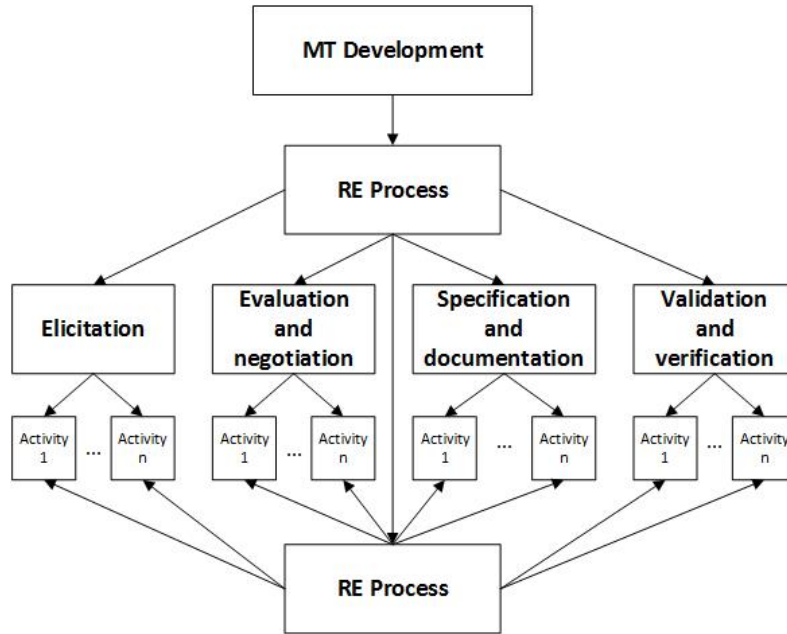 MT Development
RE Process
Elicitation
Evaluation
and
negotiation
Specification
and
documentation
Validation
and
verification
Activity
1
...
Activity
n
Activity
1
...
Activity
n
Activity
1
...
Activity
n
Activity
1
...
Activity
n
RE Process